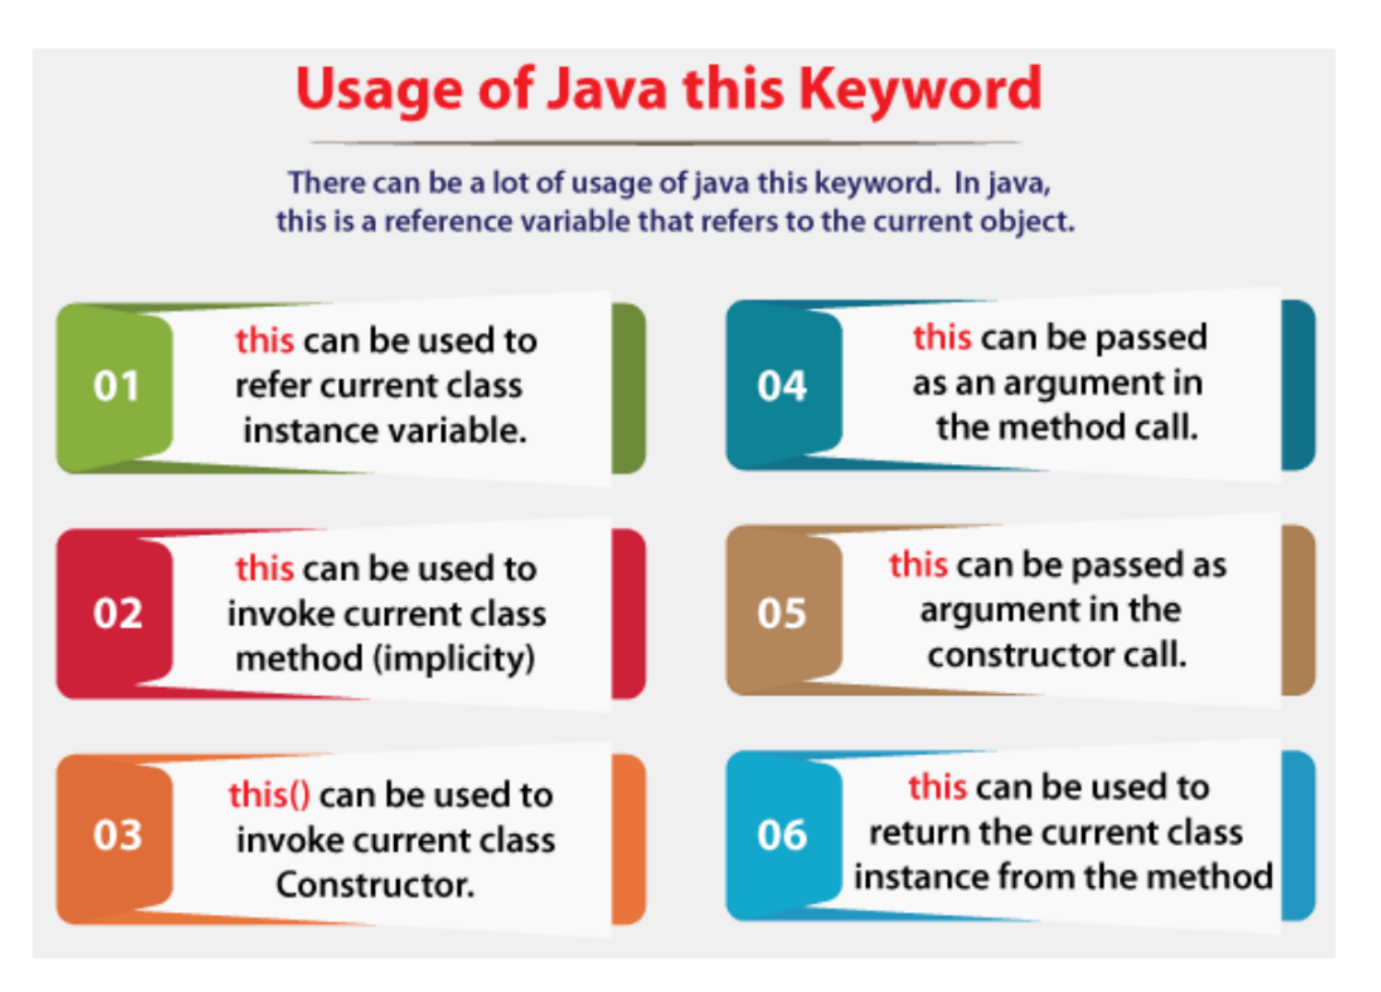 Usage of Java this Keyword
There can be a lot of usage of java this keyword. In java,
this is a reference variable that refers to the current object.
01
this can be used to
refer current class
instance variable.
02
this can be used to
invoke current class
method (implicity)
03
this() can be used to
invoke current class
Constructor.
04
this can be passed
as an argument in
the method call.
05
this can be passed as
argument in the
constructor call.
06
this can be used to
return the current class
instance from the method